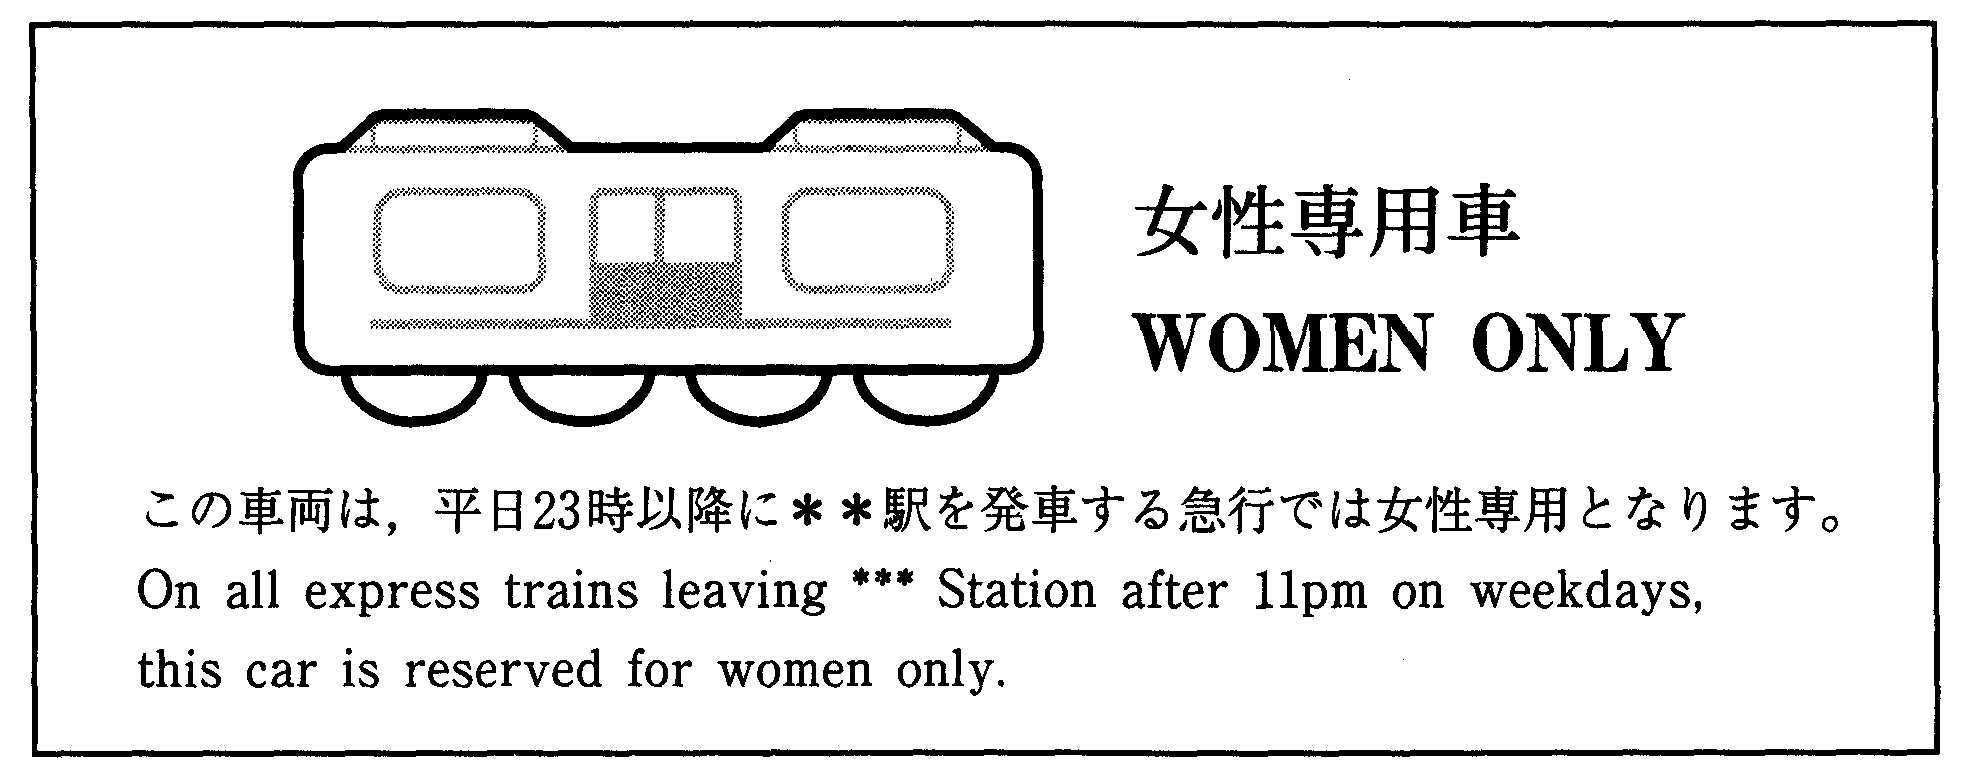 女性専用車
WOMEN ONLY
この車両は，平日23時以降に＊＊駅を発車する急行では女性専用となります。
On all express trains leaving *** Station after 11pm on weekdays,
this car is reserved for women only.